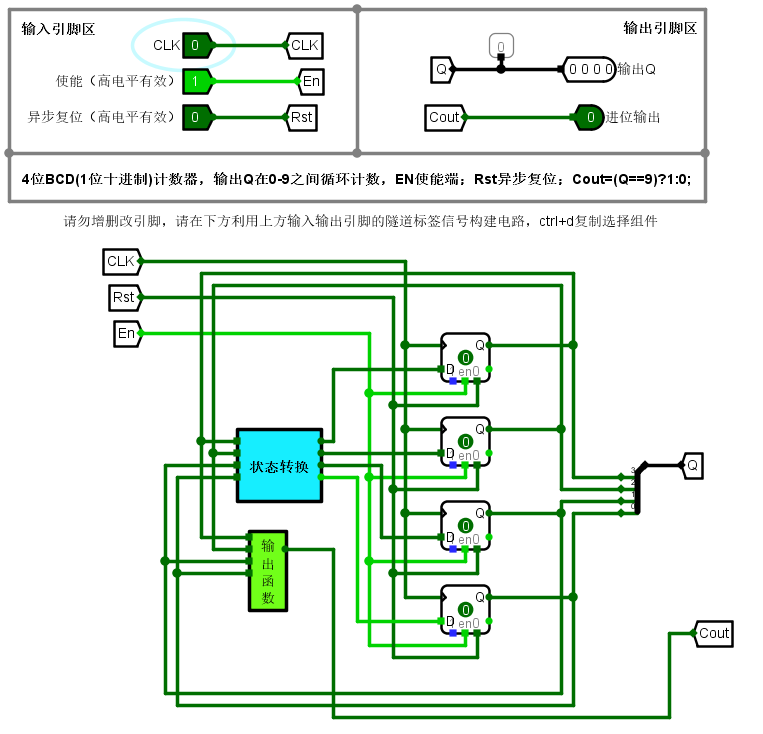 输入引脚区
输出引脚区
CLK 0 CLK
使能（高电平有效） 1 En
异步复位（高电平有效） 0 Rst
0
Q 0 0 0 0 输出Q
Cout 0 进位输出
4位BCD(1位十进制)计数器，输出Q在0-9之间循环计数，EN使能端；Rst异步复位；Cout=(Q==9)?1:0;
请勿增删改引脚，请在下方利用上方输入输出引脚的隧道标签信号构建电路，ctrl+d复制选择组件
CLK
Rst
En
Q
0
D en0
Q
0
D en0
状态转换
3
2
1
0
Q
Q
0
D en0
输出函数
Q
0
D en0
Cout